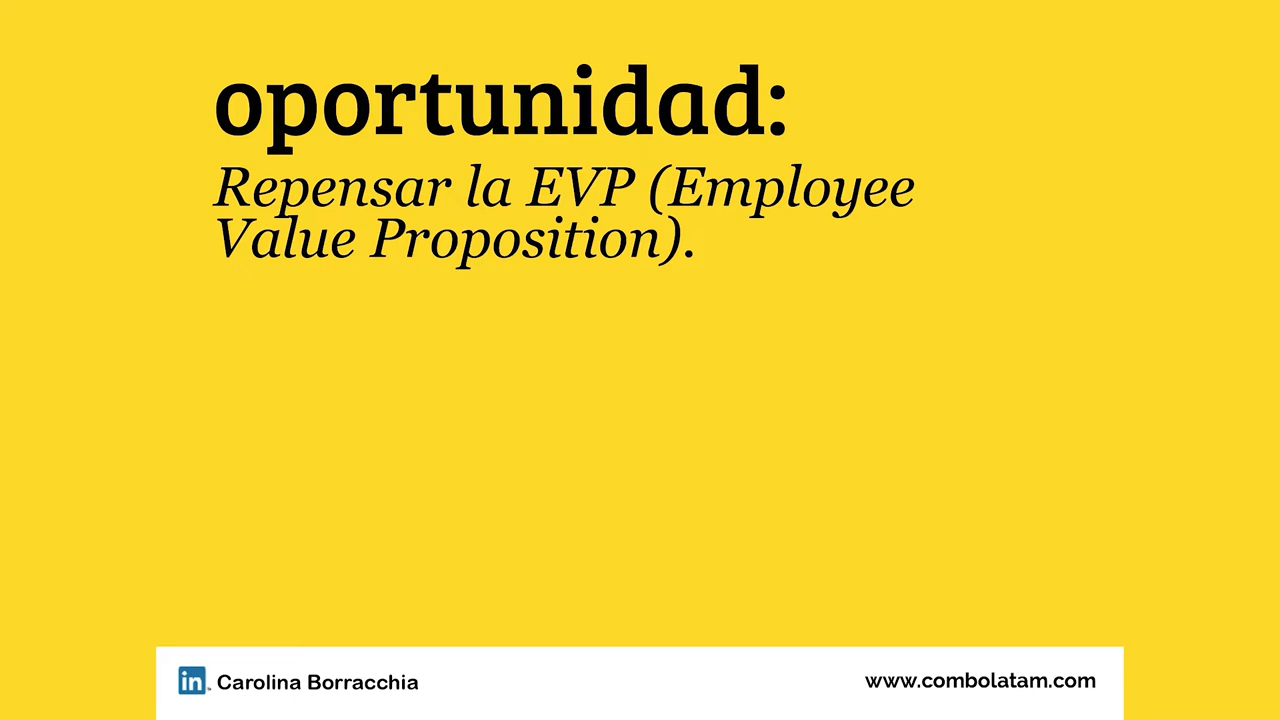 oportunidad:
Repensar la EVP (Employee
Value Proposition).
in Carolina Borracchia
www.combolatam.com